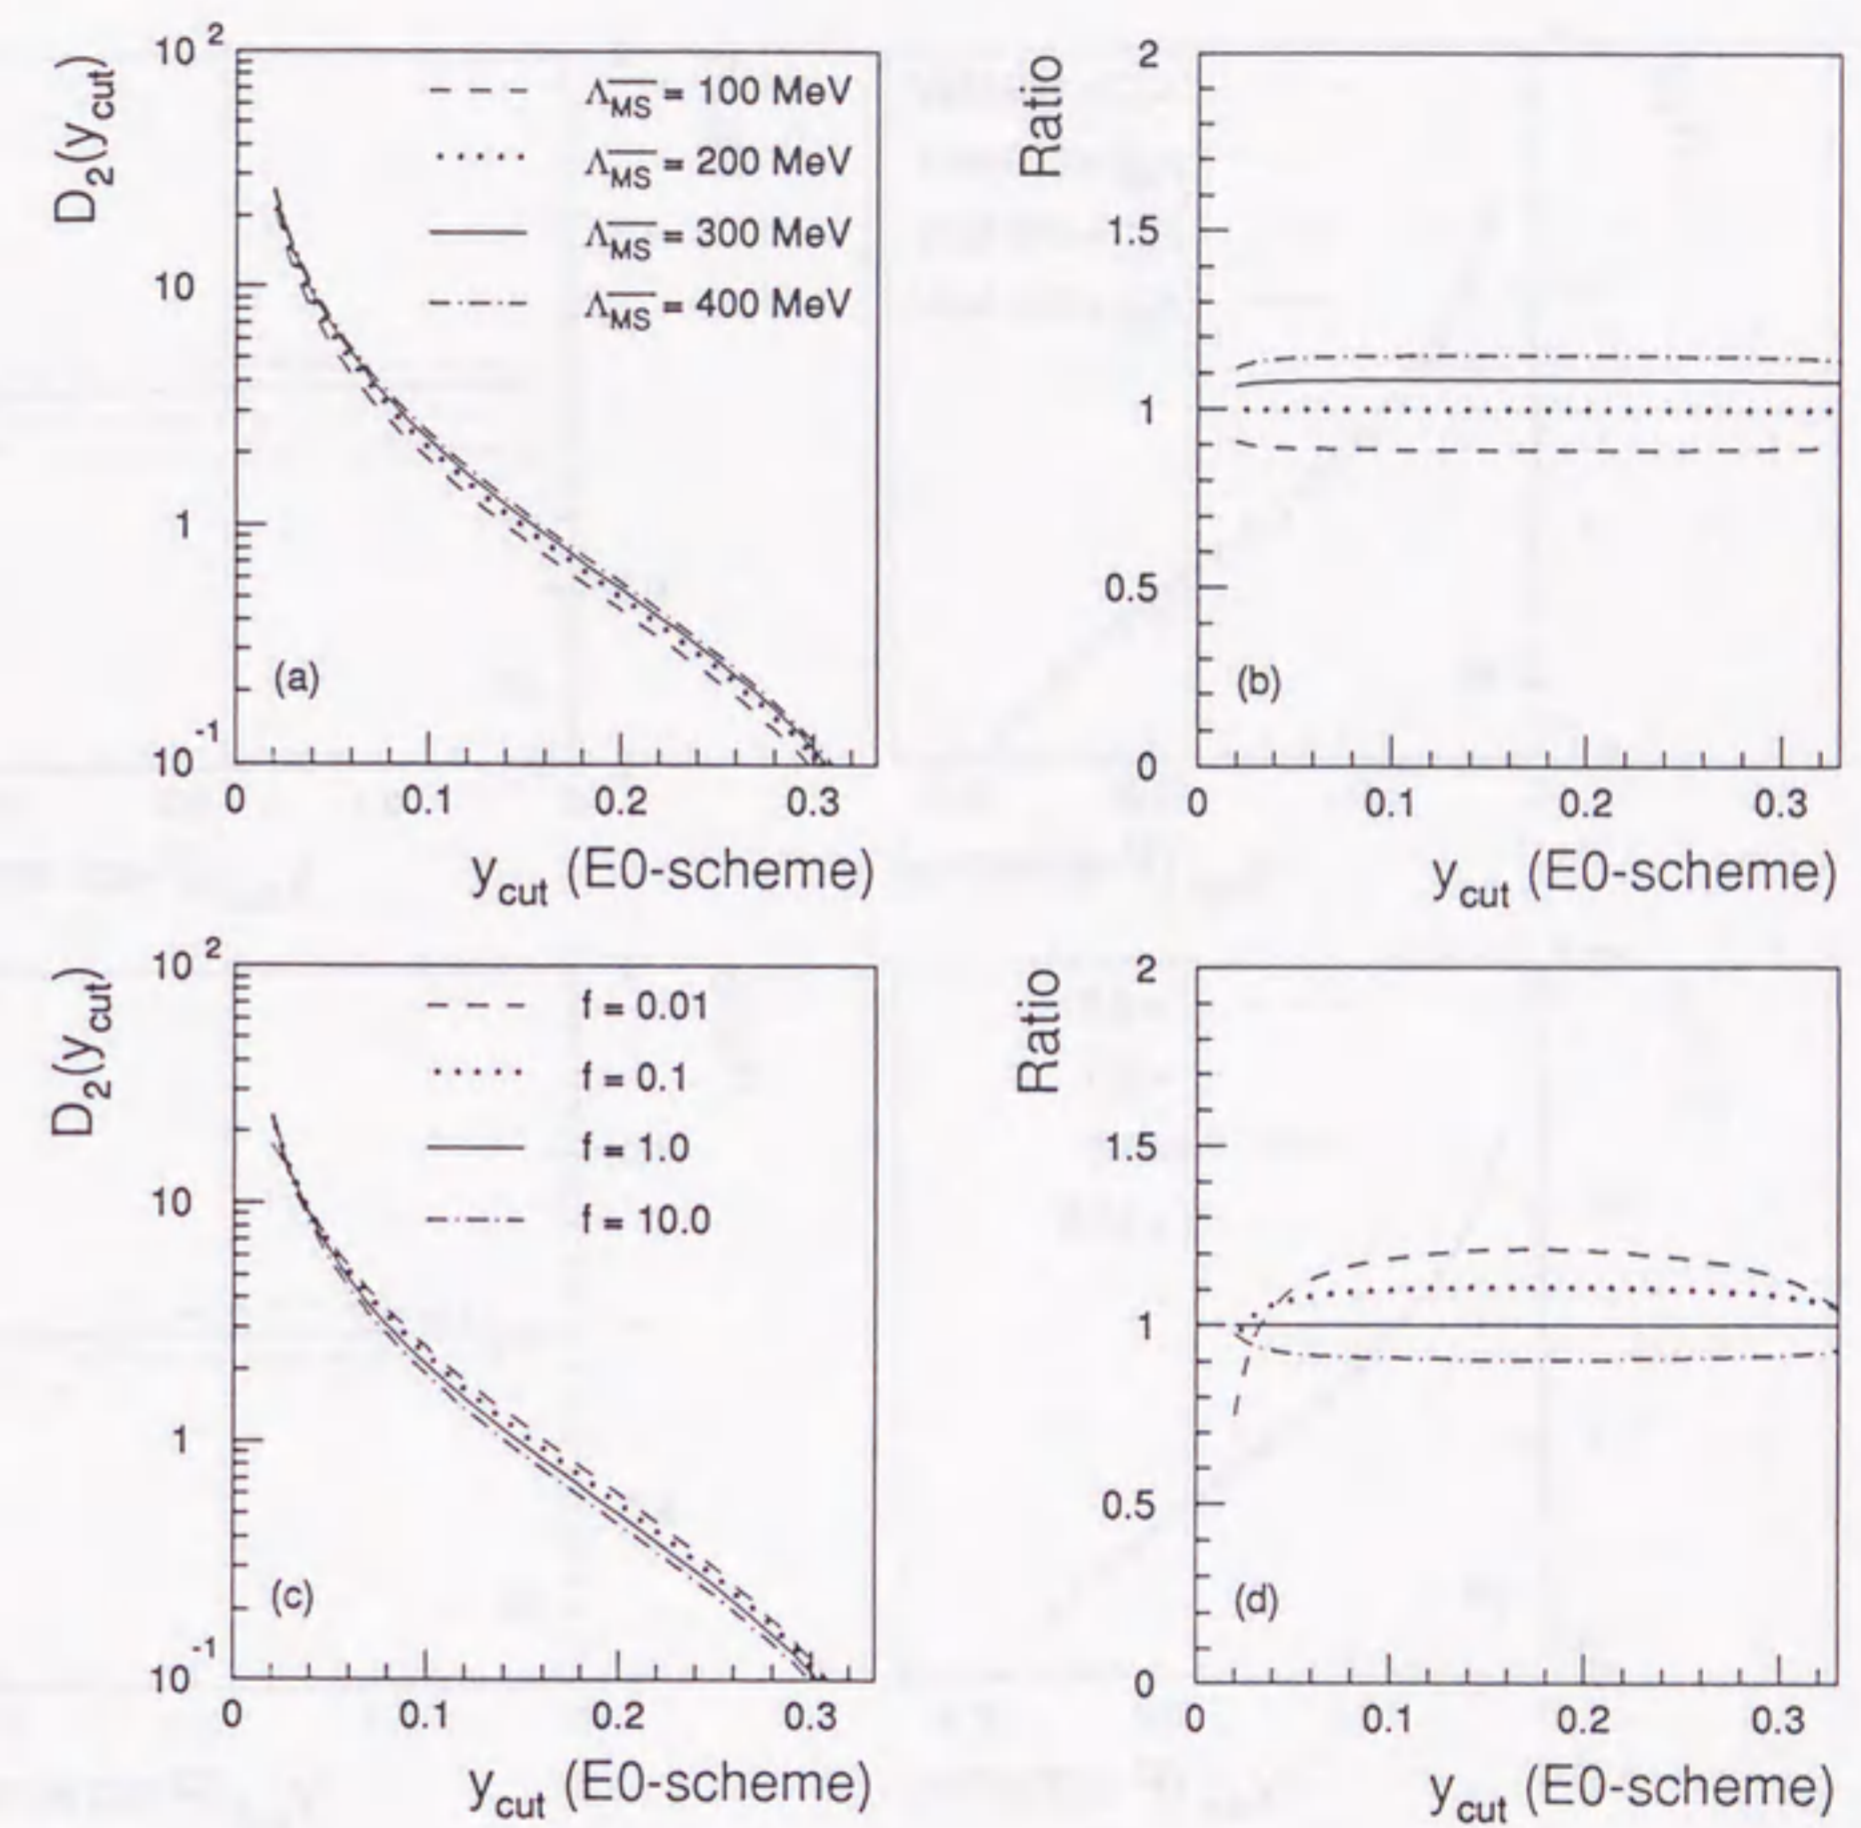 D₂(y_cut)
10²
10
1
10⁻¹
Λ_MS̅ = 100 MeV
Λ_MS̅ = 200 MeV
Λ_MS̅ = 300 MeV
Λ_MS̅ = 400 MeV
(a)
0 0.1 0.2 0.3
y_cut (E0-scheme)
Ratio
2
1.5
1
0.5
0
(b)
0 0.1 0.2 0.3
y_cut (E0-scheme)
D₂(y_cut)
10²
10
1
10⁻¹
f = 0.01
f = 0.1
f = 1.0
f = 10.0
(c)
0 0.1 0.2 0.3
y_cut (E0-scheme)
Ratio
2
1.5
1
0.5
0
(d)
0 0.1 0.2 0.3
y_cut (E0-scheme)